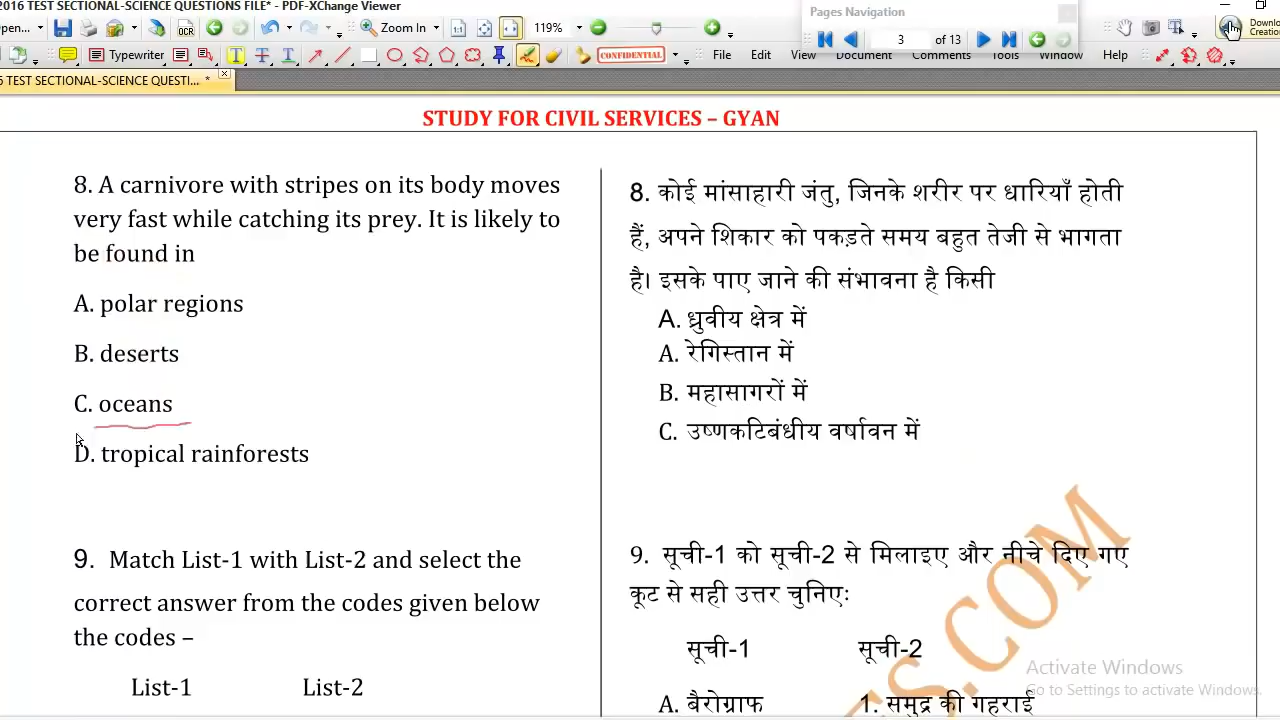 2016 TEST SECTIONAL-SCIENCE QUESTIONS FILE* - PDF-XChange Viewer
Pages Navigation
pen...
OCR
Zoom In
119%
3 of 13
Downlo
Creation
Typewriter
CONFIDENTIAL
File Edit View Document Comments Tools Window Help
6 TEST SECTIONAL-SCIENCE QUESTI... *
STUDY FOR CIVIL SERVICES – GYAN
8. A carnivore with stripes on its body moves
very fast while catching its prey. It is likely to
be found in
A. polar regions
B. deserts
C. oceans
D. tropical rainforests
9. Match List-1 with List-2 and select the
correct answer from the codes given below
the codes –
List-1 List-2
8. कोई मांसाहारी जंतु, जिनके शरीर पर धारियाँ होती
हैं, अपने शिकार को पकड़ते समय बहुत तेजी से भागता
है। इसके पाए जाने की संभावना है किसी
A. ध्रुवीय क्षेत्र में
A. रेगिस्तान में
B. महासागरों में
C. उष्णकटिबंधीय वर्षावन में
9. सूची-1 को सूची-2 से मिलाइए और नीचे दिए गए
कूट से सही उत्तर चुनिएः
सूची-1 सूची-2
A. बैरोग्राफ 1. समुद्र की गहराई
S.COM
Activate Windows
Go to Settings to activate Windows.